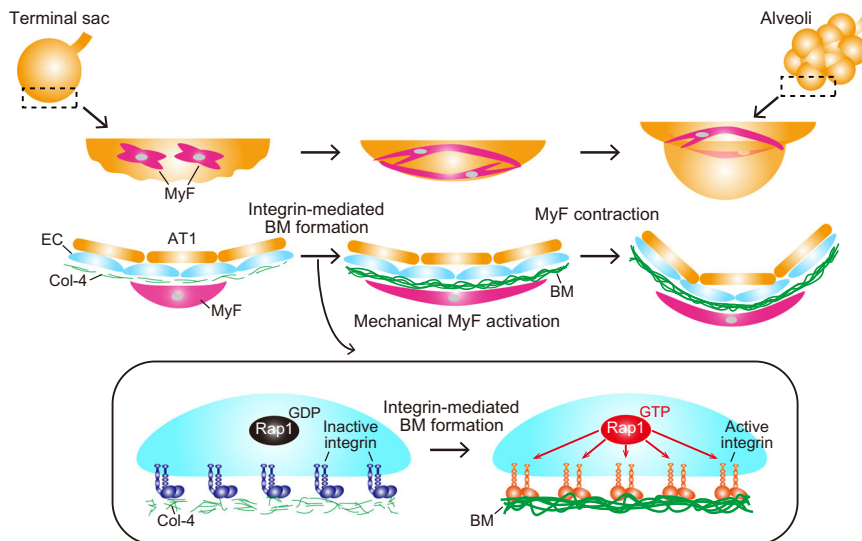 Terminal sac
Alveoli
MyF
Integrin-mediated
BM formation
MyF contraction
EC
AT1
Col-4
MyF
BM
Mechanical MyF activation
GDP
Rap1
Inactive
integrin
Col-4
Integrin-mediated
BM formation
GTP
Rap1
Active
integrin
BM